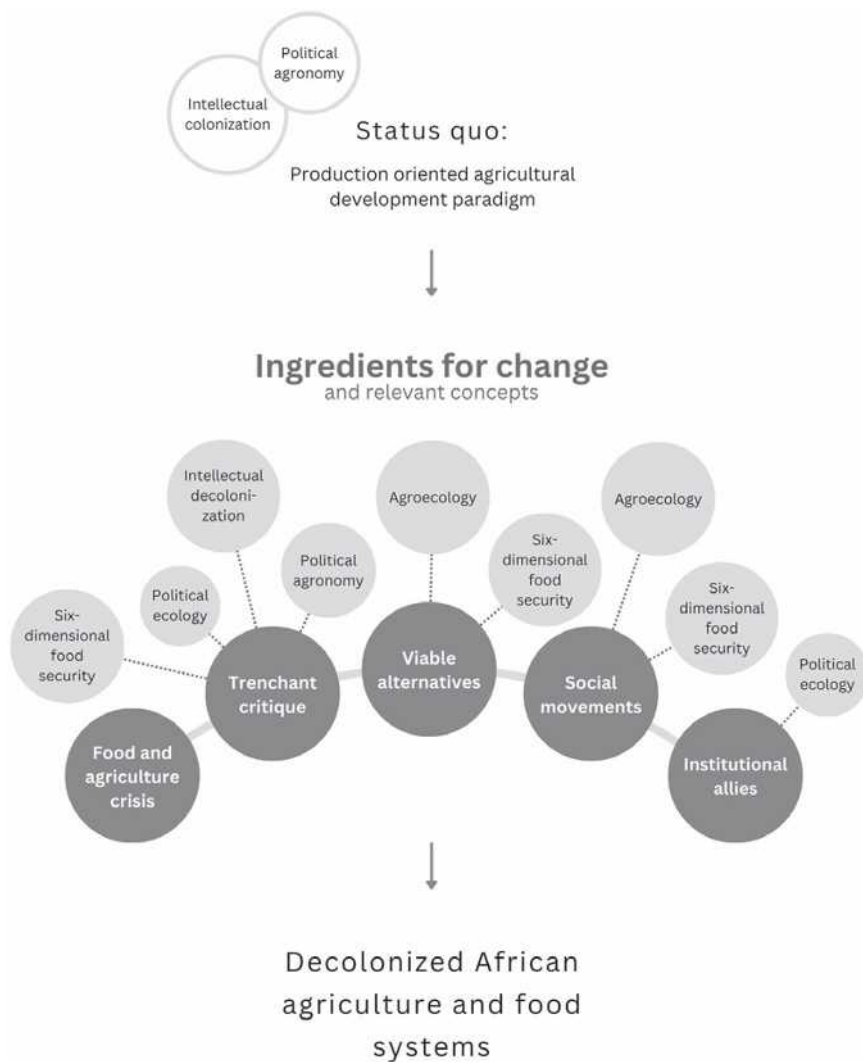 Political
agronomy
Intellectual
colonization
Status quo:
Production oriented agricultural
development paradigm
Ingredients for change
and relevant concepts
Intellectual
decoloni-
zation
Agroecology
Agroecology
Political
agronomy
Six-
dimensional
food
security
Political
ecology
Six-
dimensional
food
security
Six-
dimensional
food
security
Political
ecology
Trenchant
critique
Viable
alternatives
Social
movements
Food and
agriculture
crisis
Institutional
allies
Decolonized African
agriculture and food
systems